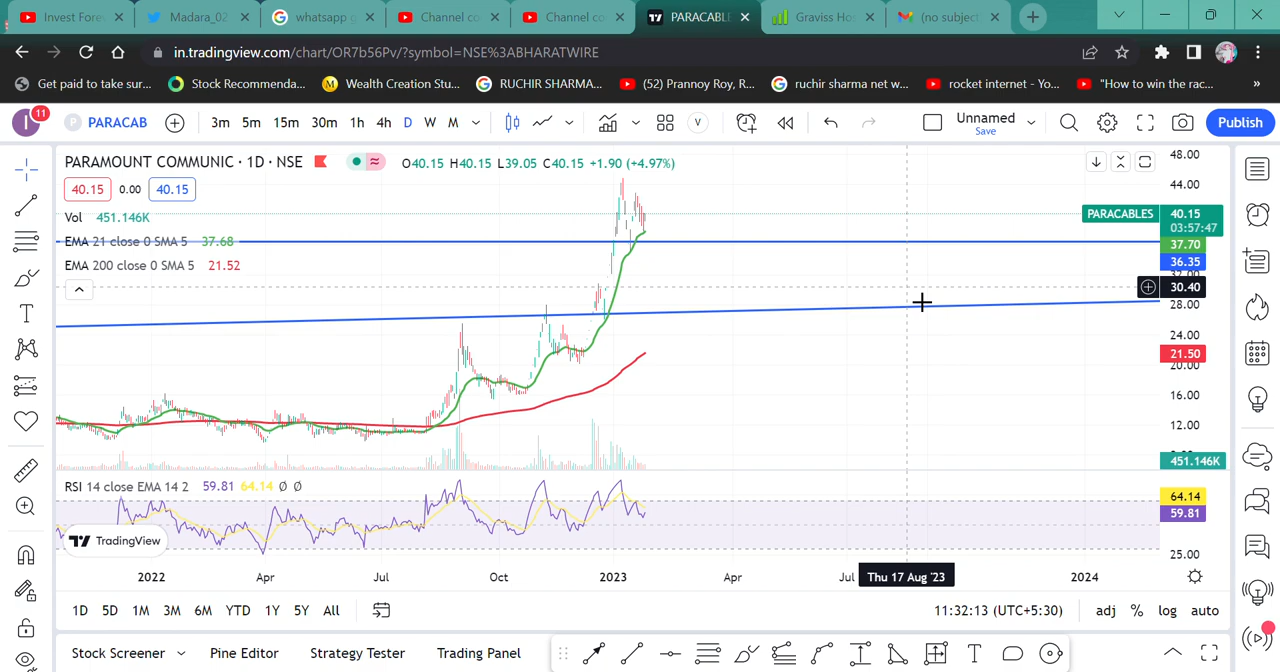 Invest Fore
Madara_02
whatsapp g
Channel co
Channel co
PARACABL
Graviss Hos
(no subject
in.tradingview.com/chart/OR7b56Pv/?symbol=NSE%3ABHARATWIRE
Get paid to take sur...
Stock Recommenda...
Wealth Creation Stu...
RUCHIR SHARMA...
(52) Prannoy Roy, R...
ruchir sharma net w...
rocket internet - Yo...
"How to win the rac...
»
I
11
P
PARACAB
3m 5m 15m 30m 1h 4h D W M
V
Unnamed
Save
Publish
PARAMOUNT COMMUNIC · 1D · NSE
O40.15 H40.15 L39.05 C40.15 +1.90 (+4.97%)
40.15 0.00 40.15
Vol 451.146K
EMA 21 close 0 SMA 5 37.68
EMA 200 close 0 SMA 5 21.52
48.00
44.00
PARACABLES 40.15
03:57:47
37.70
36.35
32.00
30.40
28.00
24.00
21.50
20.00
16.00
12.00
451.146K
RSI 14 close EMA 14 2 59.81 64.14 Ø Ø
64.14
59.81
25.00
TradingView
2022 Apr Jul Oct 2023 Apr Jul Thu 17 Aug '23 2024
1D 5D 1M 3M 6M YTD 1Y 5Y All
11:32:13 (UTC+5:30) adj % log auto
Stock Screener Pine Editor Strategy Tester Trading Panel